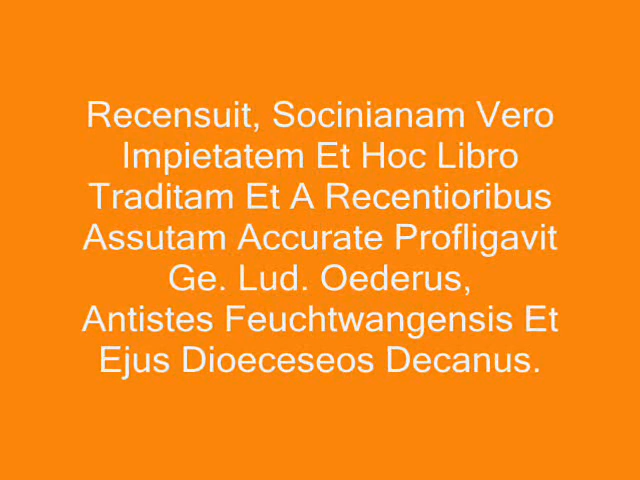 Recensuit, Socinianam Vero
Impietatem Et Hoc Libro
Traditam Et A Recentioribus
Assutam Accurate Profligavit
Ge. Lud. Oederus,
Antistes Feuchtwangensis Et
Ejus Dioeceseos Decanus.